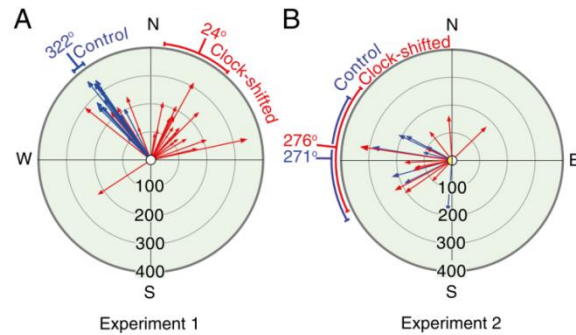 A
B
N
N
322°
Control
24°
Clock-shifted
Control
Clock-shifted
W
276°
271°
E
100
200
300
400
100
200
300
400
S
S
Experiment 1
Experiment 2